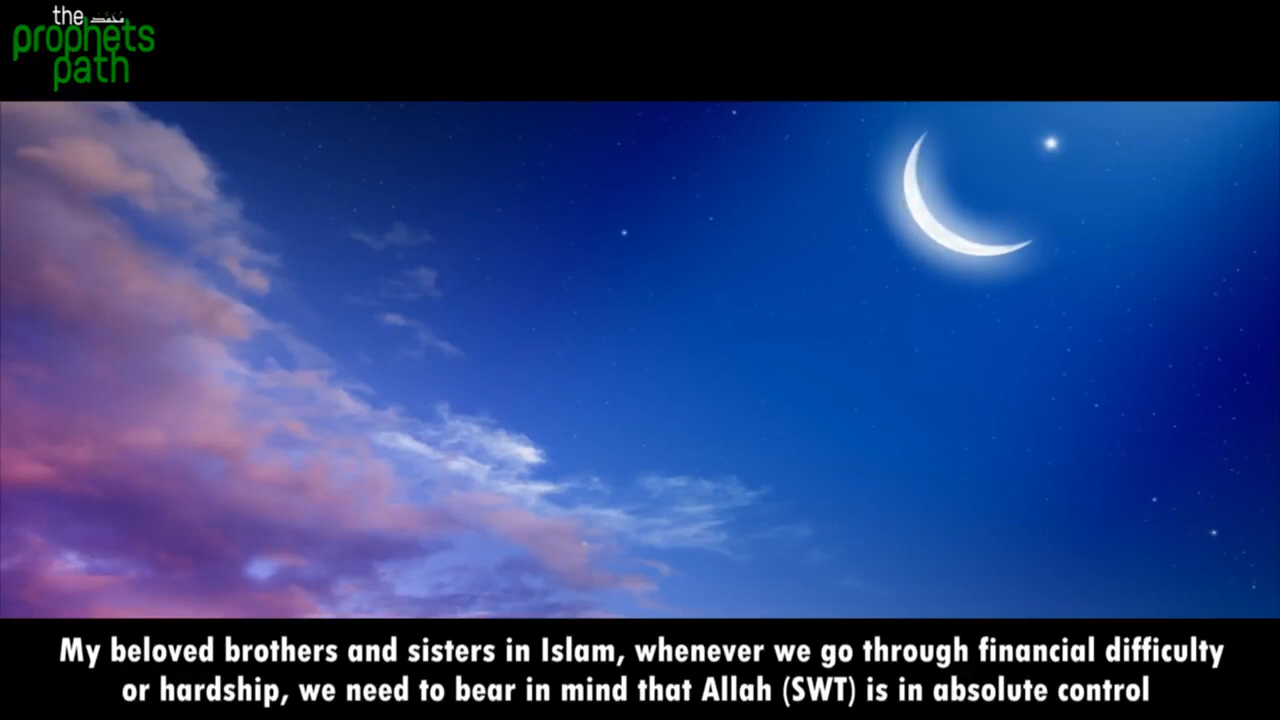 the محمد
prophets
path
My beloved brothers and sisters in Islam, whenever we go through financial difficulty
or hardship, we need to bear in mind that Allah (SWT) is in absolute control